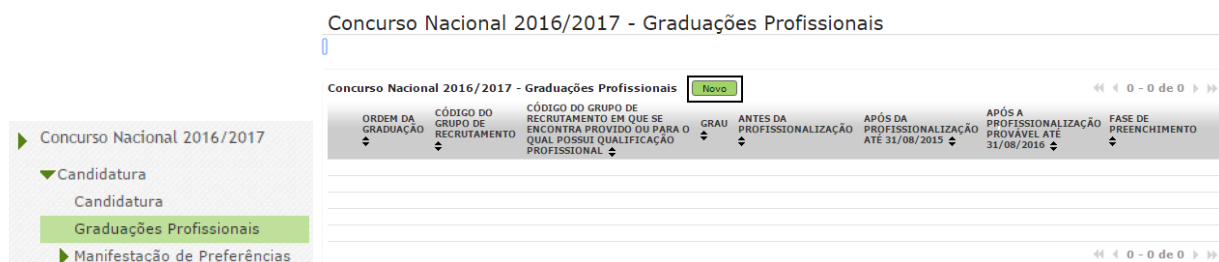 Concurso Nacional 2016/2017 - Graduações Profissionais
Concurso Nacional 2016/2017
Candidatura
Candidatura
Graduações Profissionais
Manifestação de Preferências
Concurso Nacional 2016/2017 - Graduações Profissionais Novo 0 - 0 de 0
ORDEM DA
GRADUAÇÃO
CÓDIGO DO
GRUPO DE
RECRUTAMENTO
CÓDIGO DO GRUPO DE
RECRUTAMENTO EM QUE SE
ENCONTRA PROVIDO OU PARA O
QUAL POSSUI QUALIFICAÇÃO
PROFISSIONAL
GRAU
ANTES DA
PROFISSIONALIZAÇÃO
APÓS DA
PROFISSIONALIZAÇÃO
ATÉ 31/08/2015
APÓS A
PROFISSIONALIZAÇÃO
PROVÁVEL ATÉ
31/08/2016
FASE DE
PREENCHIMENTO
0 - 0 de 0